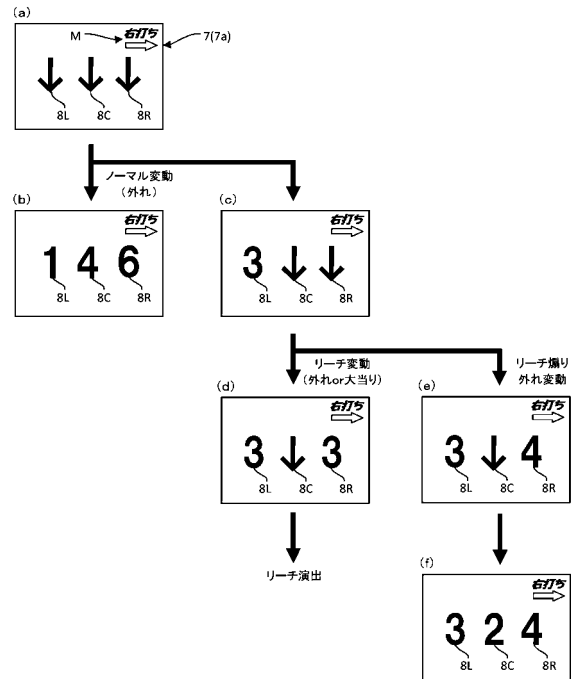 (a)
右打ち
M
7(7a)
8L 8C 8R
ノーマル変動
(外れ)
(b)
右打ち
1 4 6
8L 8C 8R
(c)
右打ち
3
8L 8C 8R
リーチ変動
(外れor大当り)
リーチ煽り
外れ変動
(d)
右打ち
3 3
8L 8C 8R
(e)
右打ち
3 4
8L 8C 8R
リーチ演出
(f)
右打ち
3 2 4
8L 8C 8R